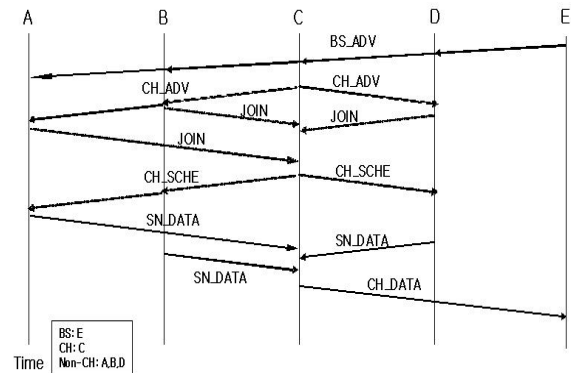 A B C D E
BS_ADV
CH_ADV CH_ADV
JOIN JOIN
JOIN
CH_SCHE CH_SCHE
SN_DATA SN_DATA
SN_DATA CH_DATA
BS: E
CH: C
Non-CH: A,B,D
Time